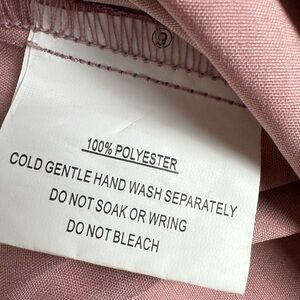 100% POLYESTER
COLD GENTLE HAND WASH SEPARATELY
DO NOT SOAK OR WRING
DO NOT BLEACH